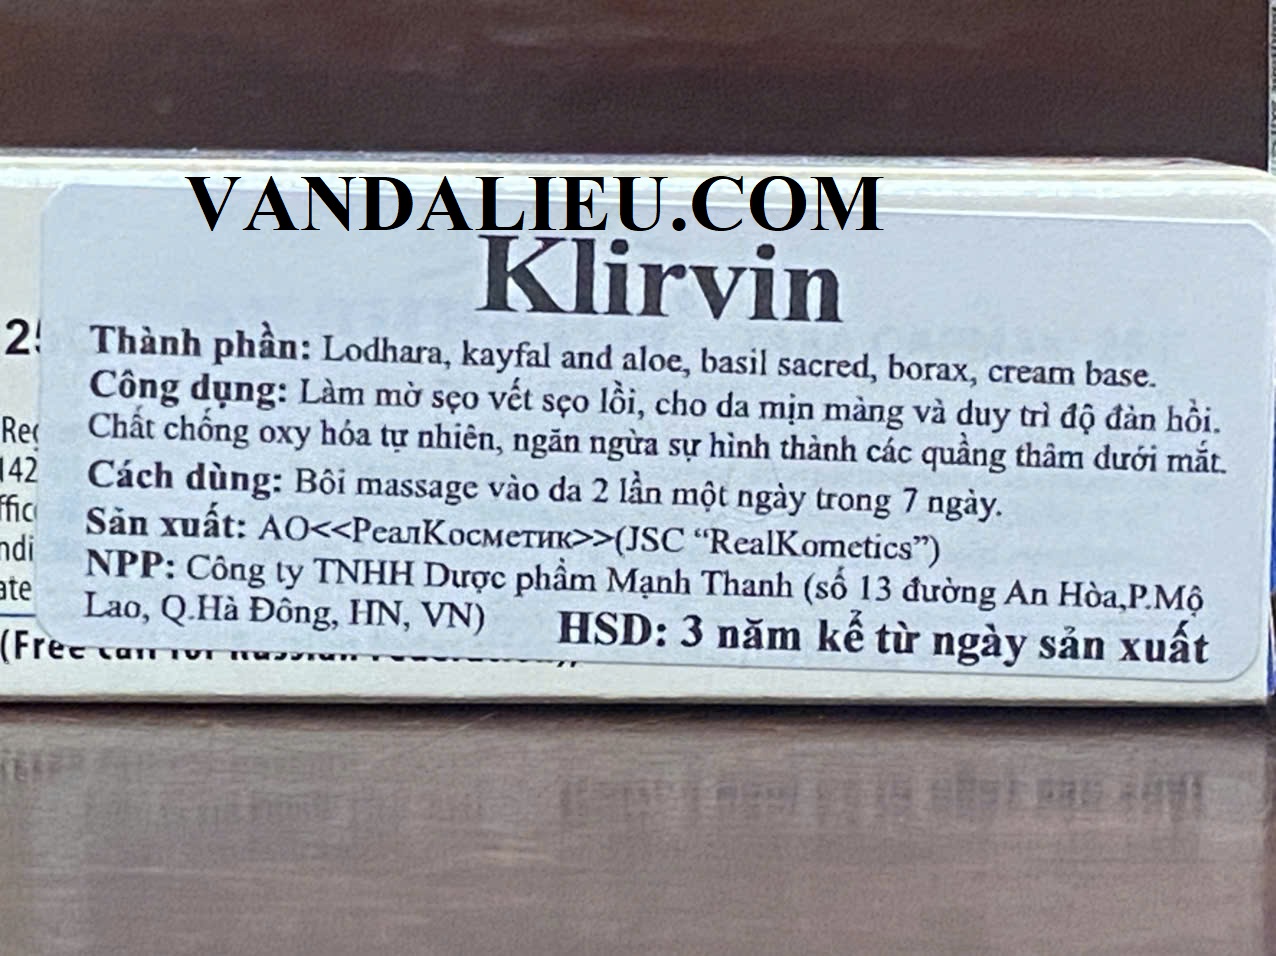 VANDALIEU.COM
Klirvin
Thành phần: Lodhara, kayfal and aloe, basil sacred, borax, cream base.
Công dụng: Làm mờ sẹo vết sẹo lồi, cho da mịn màng và duy trì độ đàn hồi.
Chất chống oxy hóa tự nhiên, ngăn ngừa sự hình thành các quầng thâm dưới mắt.
Cách dùng: Bôi massage vào da 2 lần một ngày trong 7 ngày.
Sản xuất: АО<<РеалКосметик>>(JSC “RealKometics”)
NPP: Công ty TNHH Dược phẩm Mạnh Thanh (số 13 đường An Hòa,P.Mộ
Lao, Q.Hà Đông, HN, VN)
HSD: 3 năm kể từ ngày sản xuất
142
(Free